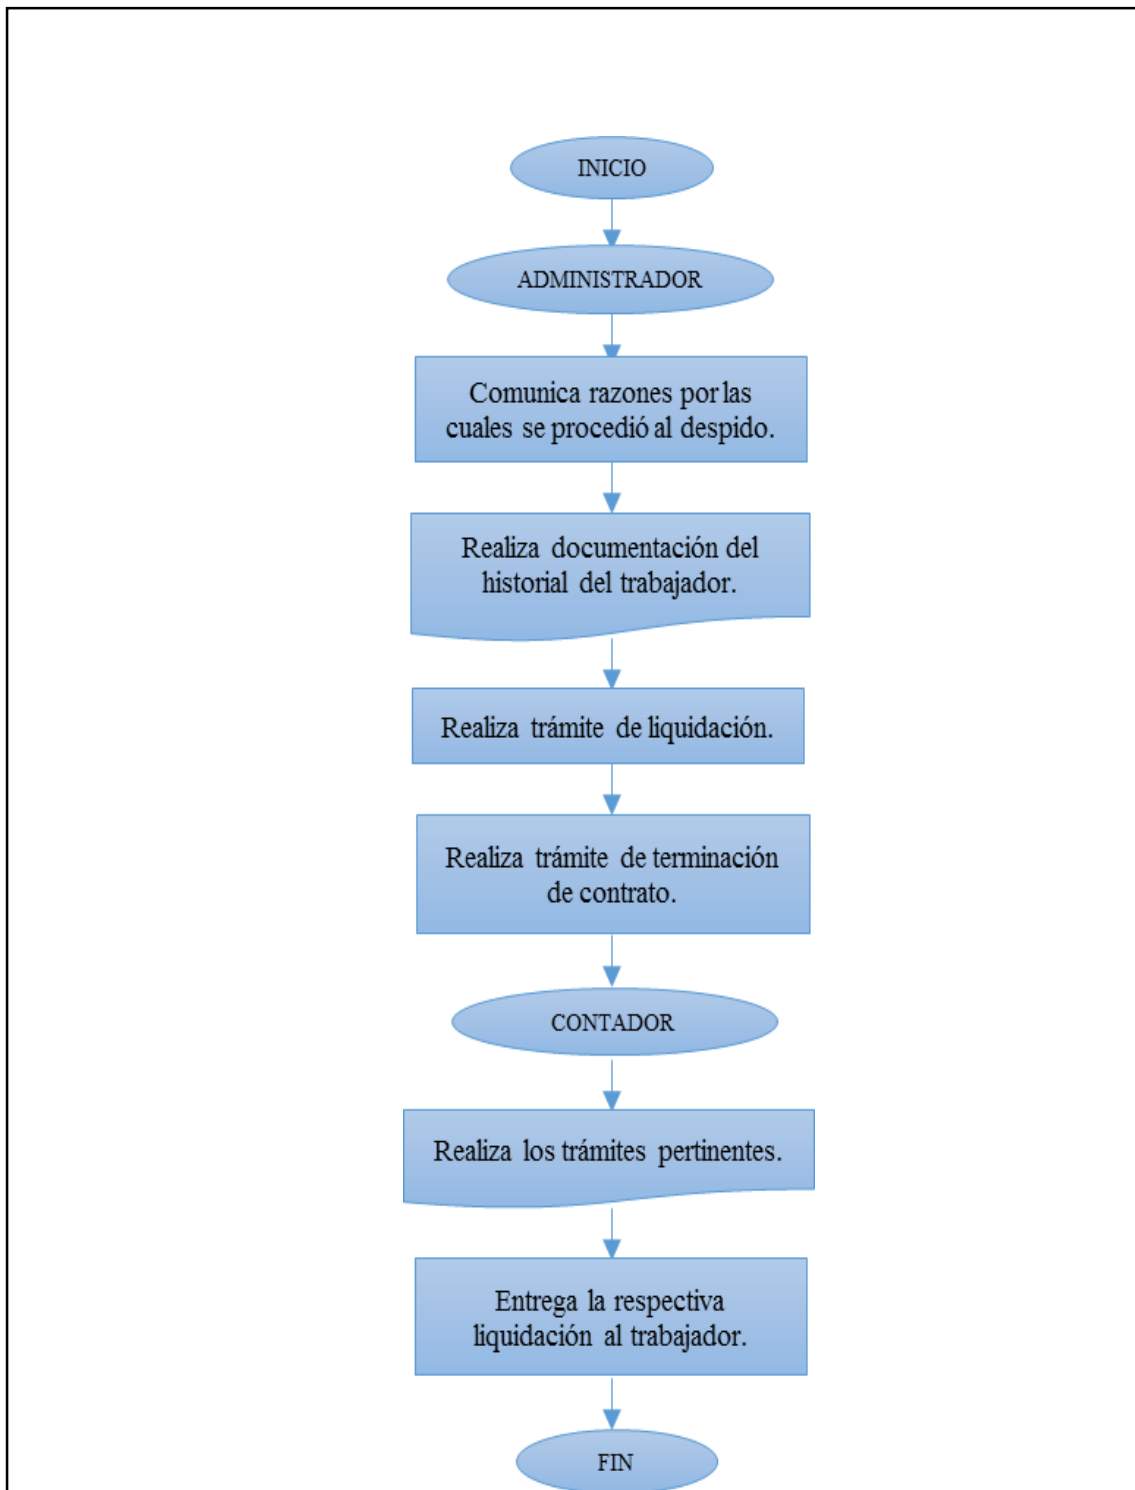 INICIO
ADMINISTRADOR
Comunica razones por las
cuales se procedió al despido.
Realiza documentación del
historial del trabajador.
Realiza trámite de liquidación.
Realiza trámite de terminación
de contrato.
CONTADOR
Realiza los trámites pertinentes.
Entrega la respectiva
liquidación al trabajador.
FIN